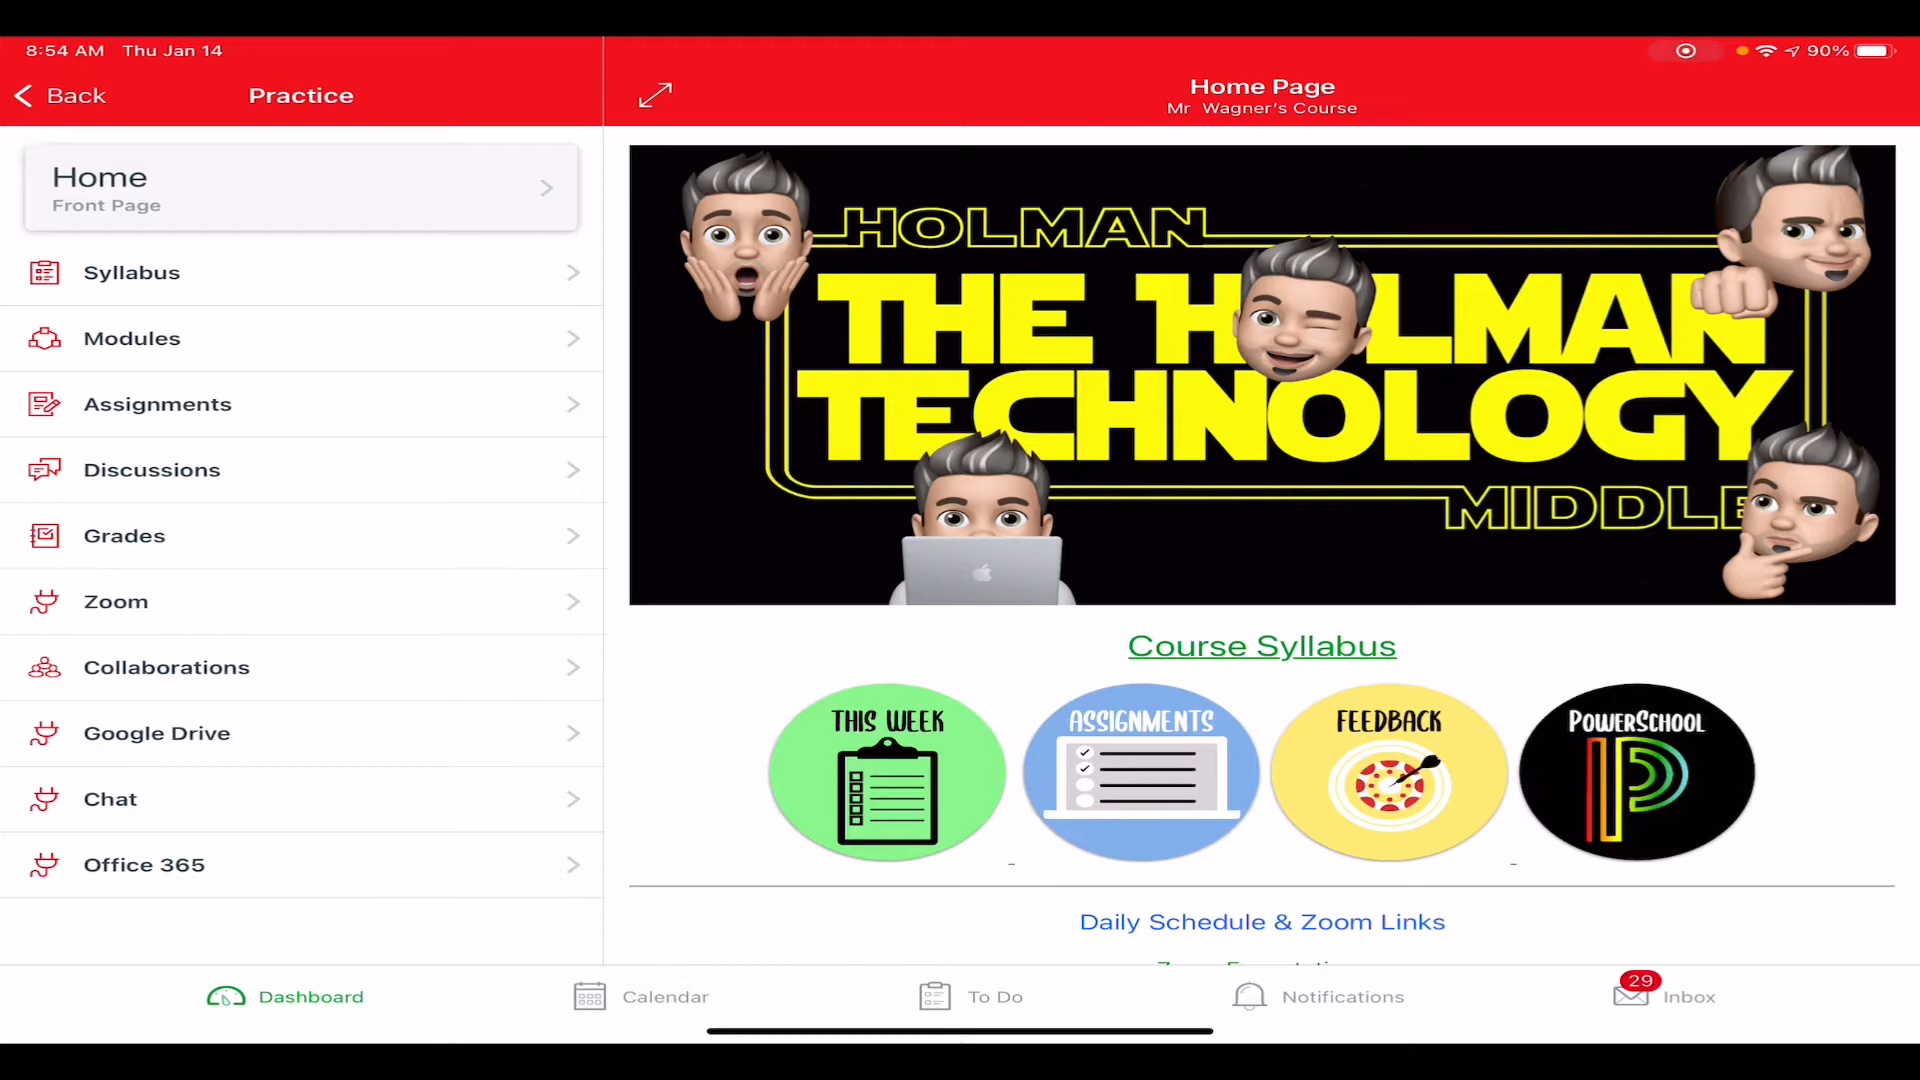 8:54 AM Thu Jan 14
90%
Back
Practice
Home Page
Mr Wagner's Course
Home
Front Page
Syllabus
Modules
Assignments
Discussions
Grades
Zoom
Collaborations
Google Drive
Chat
Office 365
HOLMAN
THE H LMAN
TECHNOLOGY
MIDDLE
Course Syllabus
THIS WEEK
ASSIGNMENTS
FEEDBACK
POWERSCHOOL
Daily Schedule & Zoom Links
Dashboard
Calendar
To Do
Notifications
29
Inbox